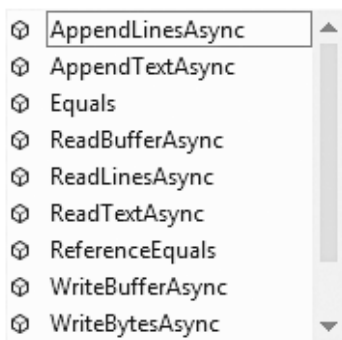 AppendLinesAsync
AppendTextAsync
Equals
ReadBufferAsync
ReadLinesAsync
ReadTextAsync
ReferenceEquals
WriteBufferAsync
WriteBytesAsync